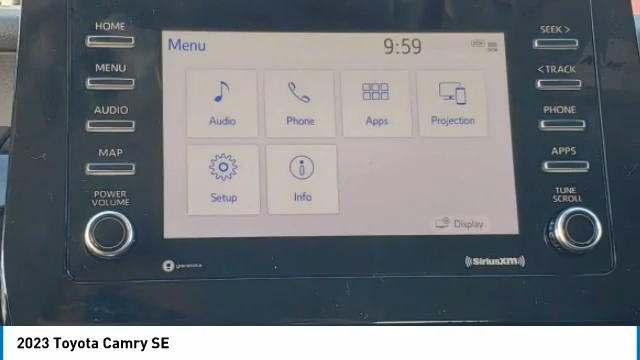 HOME
MENU
AUDIO
MAP
POWER
VOLUME
Menu
9:59
Audio
Phone
Apps
Projection
Setup
Info
Display
gracenote
SiriusXM
SEEK >
< TRACK
PHONE
APPS
TUNE
SCROLL
2023 Toyota Camry SE